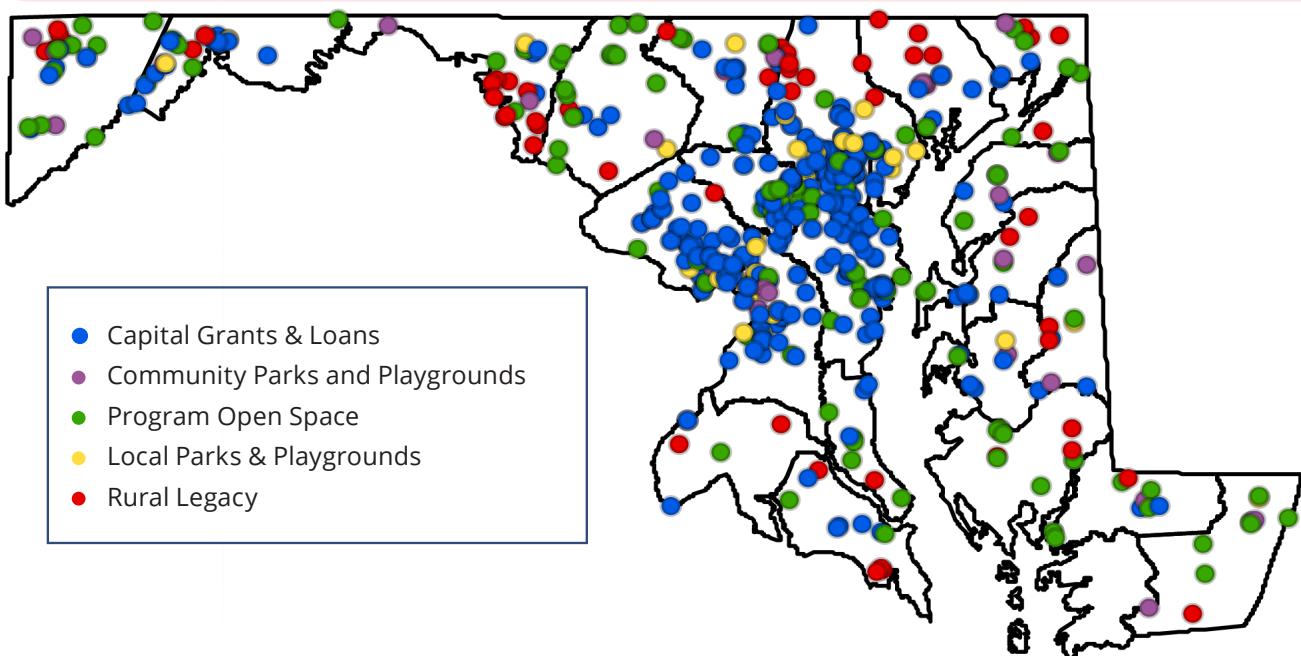 Capital Grants & Loans
Community Parks and Playgrounds
Program Open Space
Local Parks & Playgrounds
Rural Legacy